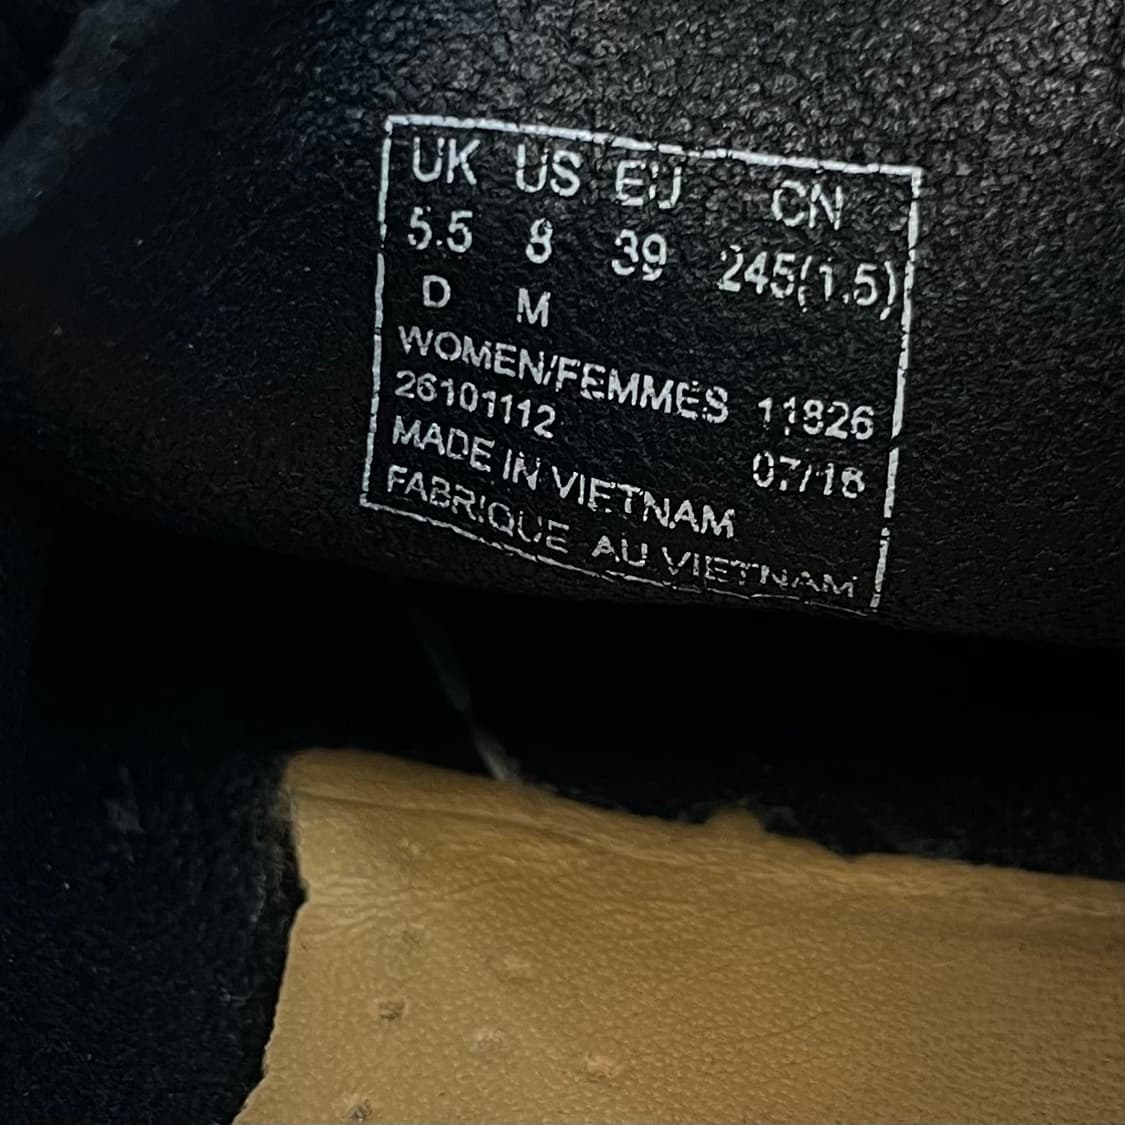 UK US EU CN
5.5 8 39 245(1.5)
D M
WOMEN/FEMMES 11826
26101112 07/18
MADE IN VIETNAM
FABRIQUE AU VIETNAM